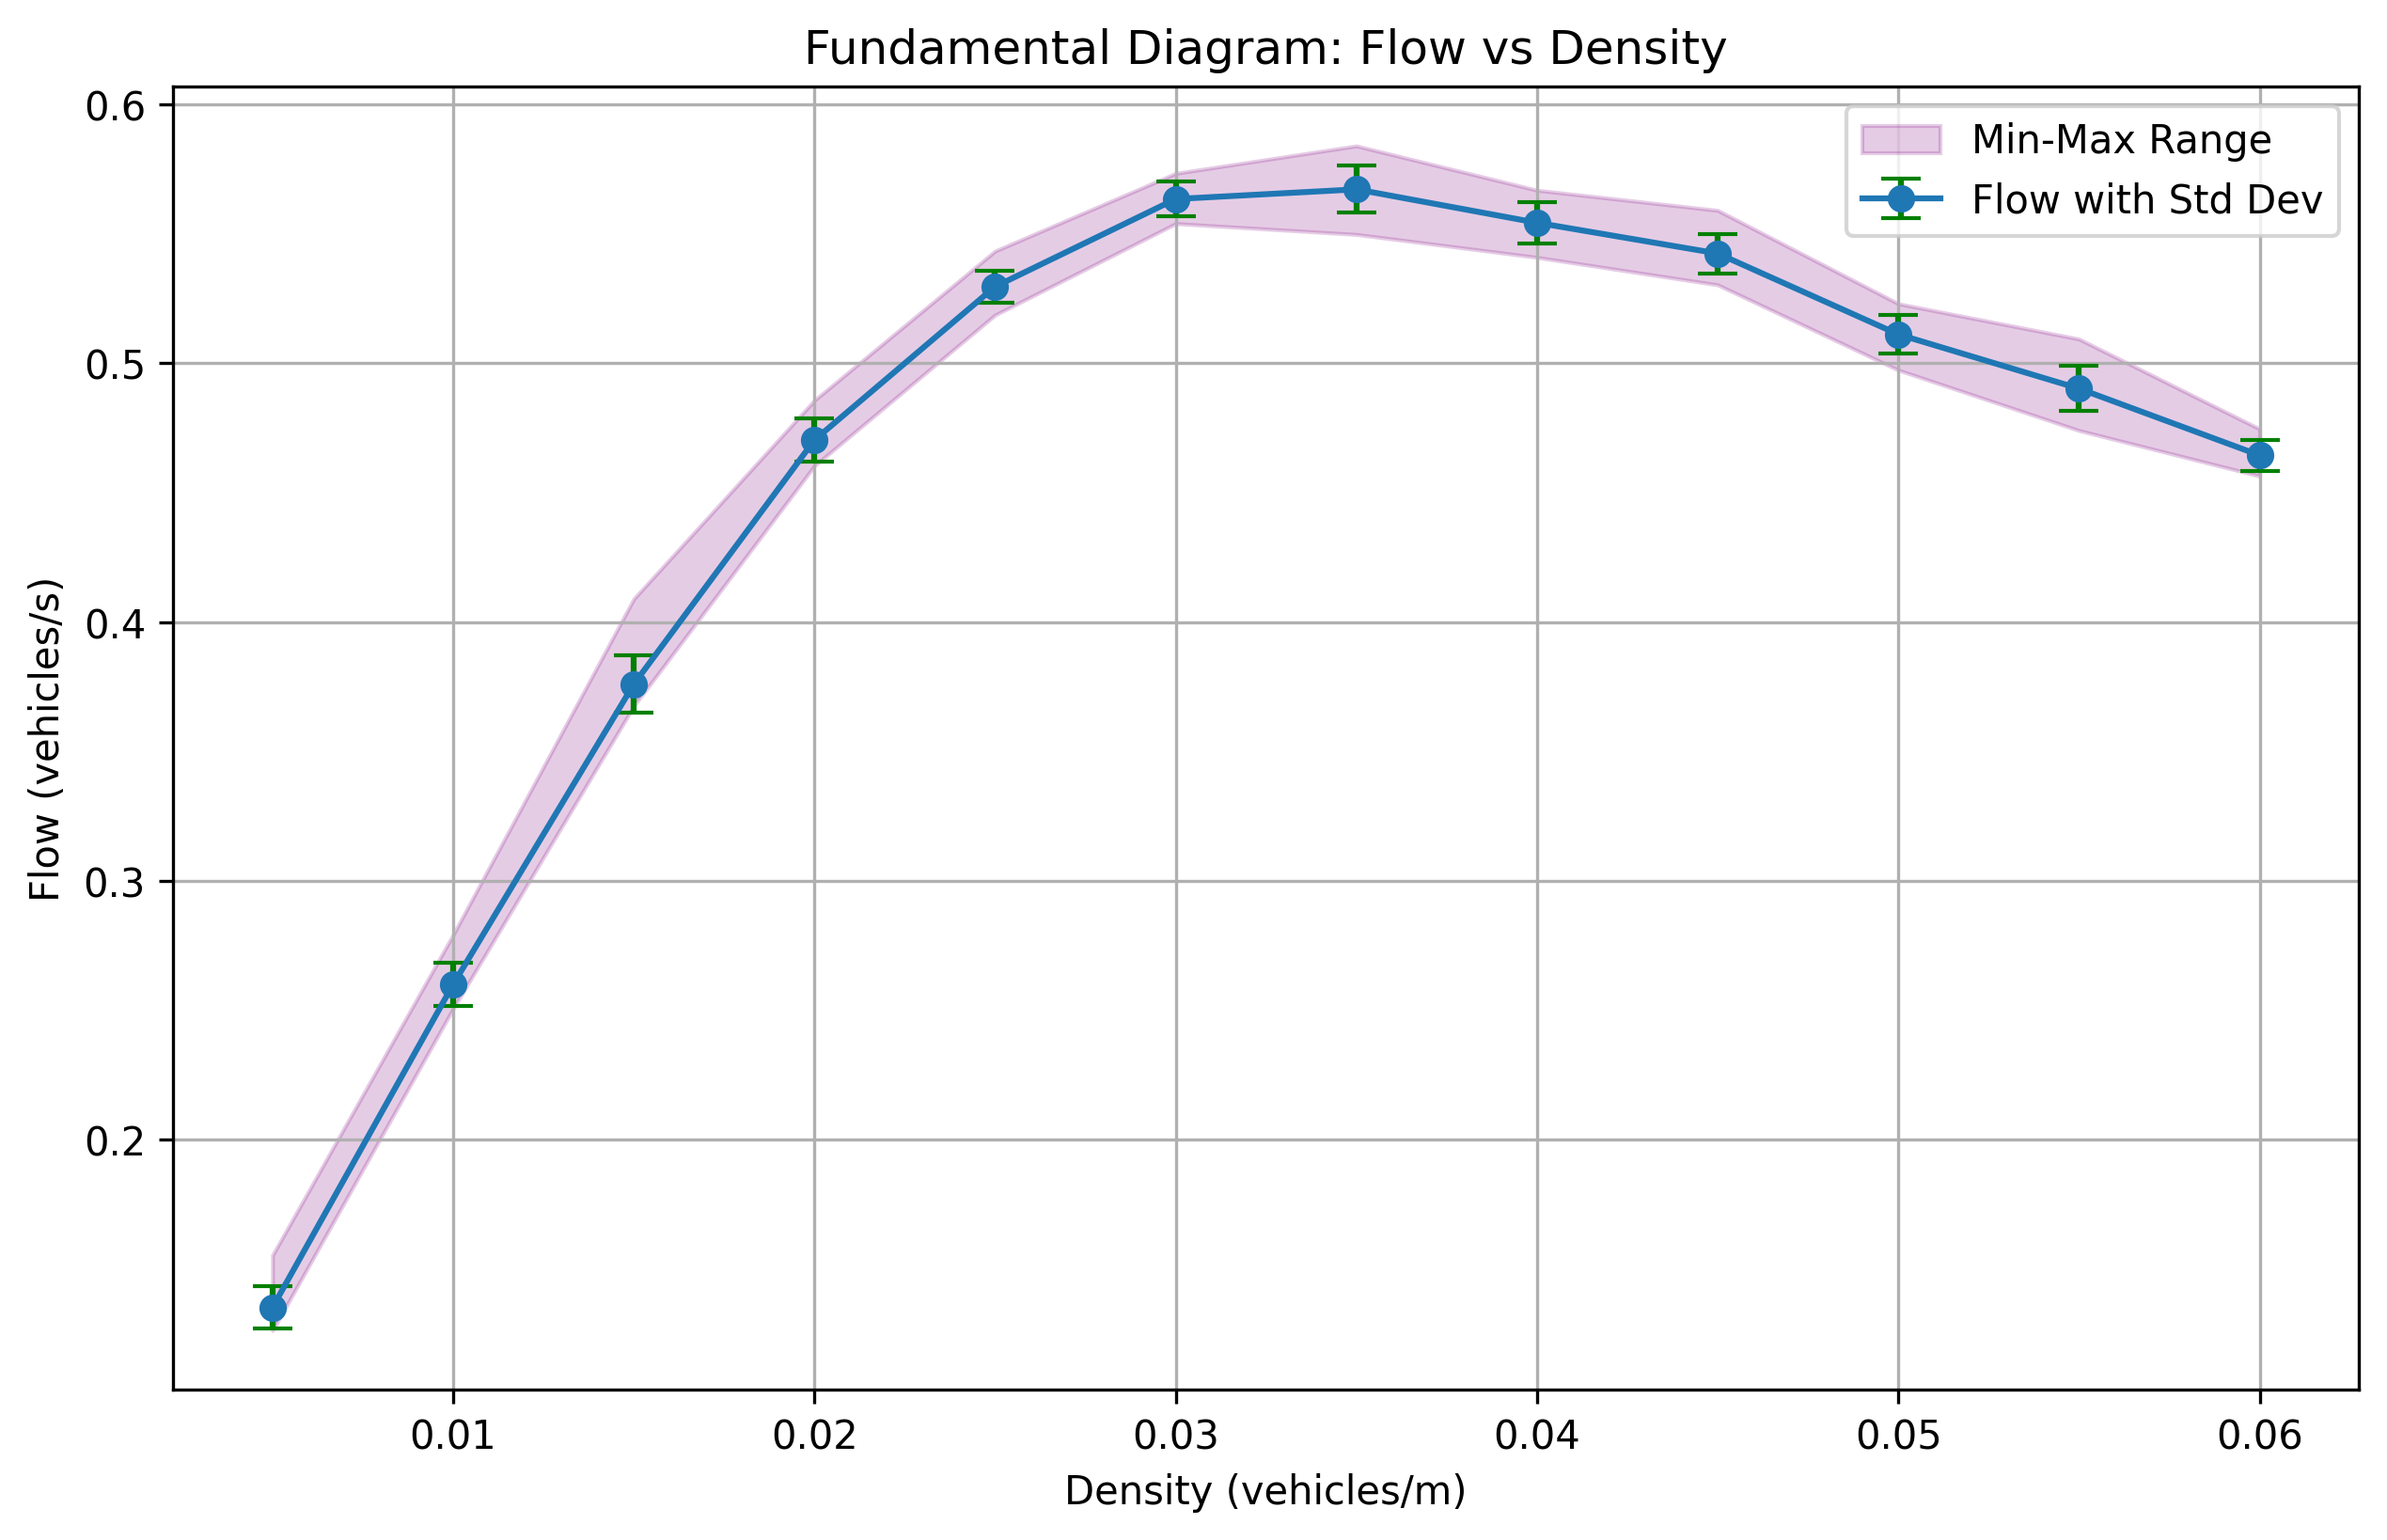 Fundamental Diagram: Flow vs Density
Min-Max Range
Flow with Std Dev
0.6
0.5
0.4
0.3
0.2
Flow (vehicles/s)
0.01 0.02 0.03 0.04 0.05 0.06
Density (vehicles/m)